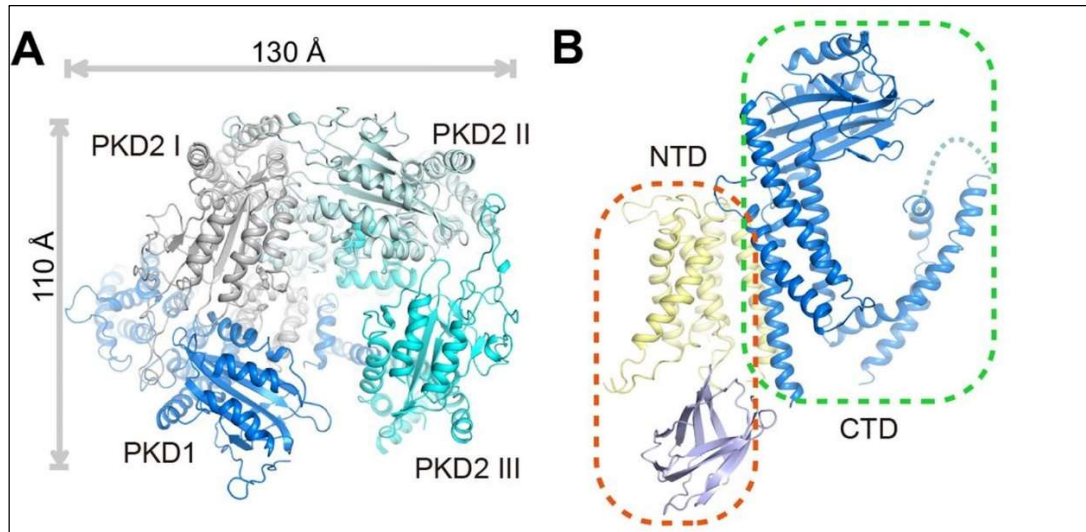 A
130 Å
110 Å
PKD2 I
PKD2 II
PKD1
PKD2 III
B
NTD
CTD